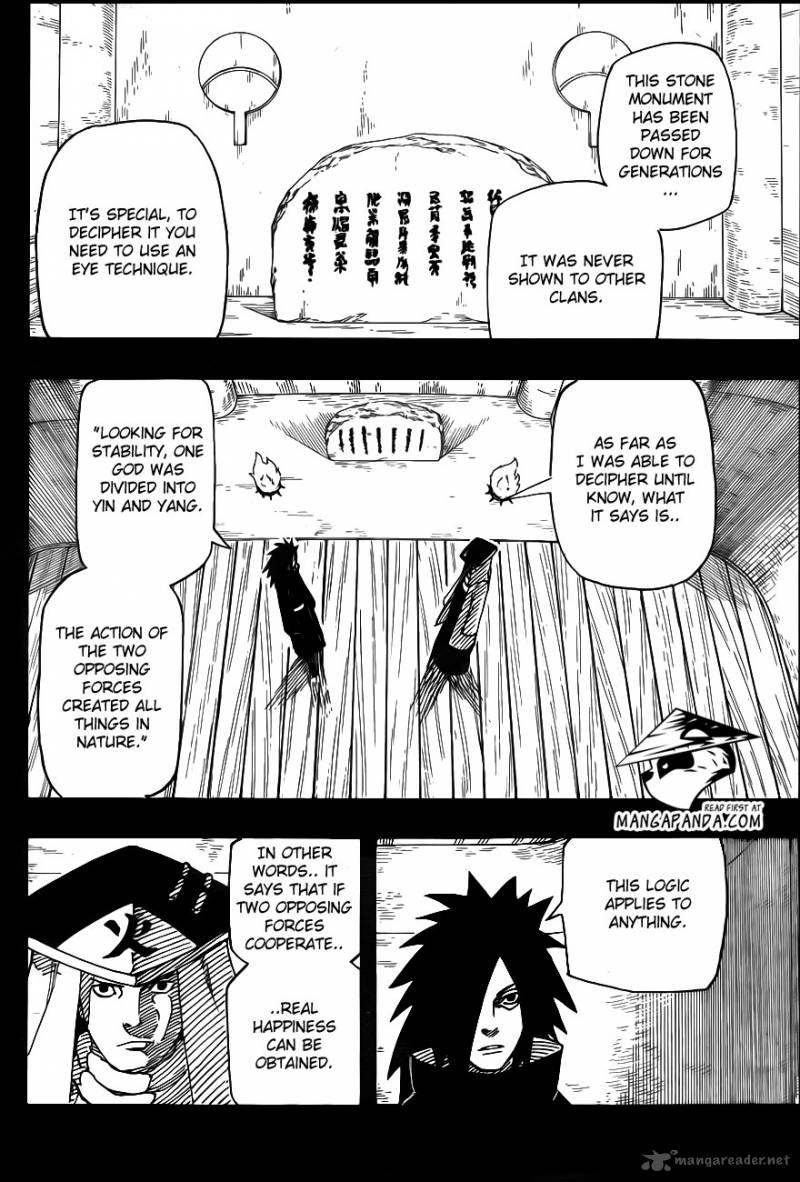 THIS STONE
MONUMENT
HAS BEEN
PASSED
DOWN FOR
GENERATIONS
...
IT WAS NEVER
SHOWN TO OTHER
CLANS.
IT'S SPECIAL, TO
DECIPHER IT YOU
NEED TO USE AN
EYE TECHNIQUE.
AS FAR AS
I WAS ABLE TO
DECIPHER UNTIL
KNOW, WHAT
IT SAYS IS..
"LOOKING FOR
STABILITY, ONE
GOD WAS
DIVIDED INTO
YIN AND YANG.
THE ACTION OF
THE TWO
OPPOSING
FORCES
CREATED ALL
THINGS IN
NATURE."
READ FIRST AT
MANGAPANDA.COM
THIS LOGIC
APPLIES TO
ANYTHING.
IN OTHER
WORDS.. IT
SAYS THAT IF
TWO OPPOSING
FORCES
COOPERATE..
..REAL
HAPPINESS
CAN BE
OBTAINED.
火
mangareader.net